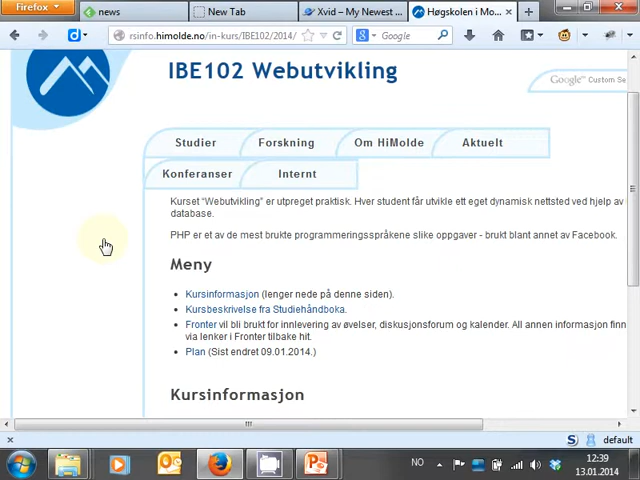 Firefox
news
New Tab
Xvid – My Newest ...
Høgskolen i Mo...
rsinfo.himolde.no/in-kurs/IBE102/2014/
Google
IBE102 Webutvikling
Google™ Custom Se
Studier
Forskning
Om HiMolde
Aktuelt
Konferanser
Internt
Kurset "Webutvikling" er utpreget praktisk. Hver student får utvikle ett eget dynamisk nettsted ved hjelp av
database.
PHP er et av de mest brukte programmeringsspråkene slike oppgaver - brukt blant annet av Facebook.
Meny
Kursinformasjon (lenger nede på denne siden).
Kursbeskrivelse fra Studiehåndboka.
Fronter vil bli brukt for innlevering av øvelser, diskusjonsforum og kalender. All annen informasjon finn
via lenker i Fronter tilbake hit.
Plan (Sist endret 09.01.2014.)
Kursinformasjon
default
NO
12:39
13.01.2014